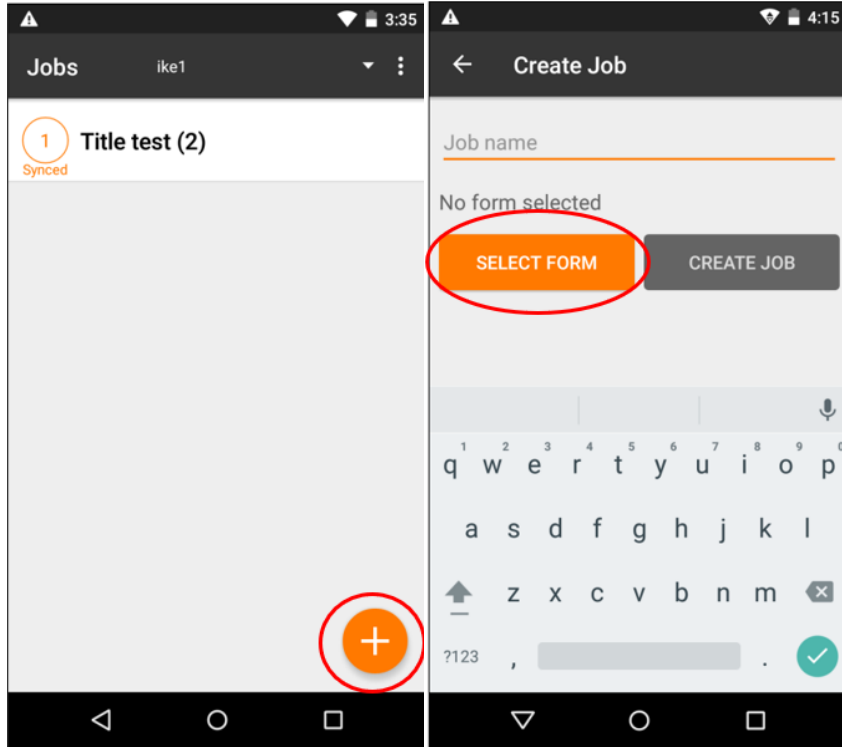 3:35
Jobs ike1
1 Title test (2)
Synced
+
4:15
Create Job
Job name
No form selected
SELECT FORM CREATE JOB
1 2 3 4 5 6 7 8 9 0
q w e r t y u i o p
a s d f g h j k l
z x c v b n m
?123 , .